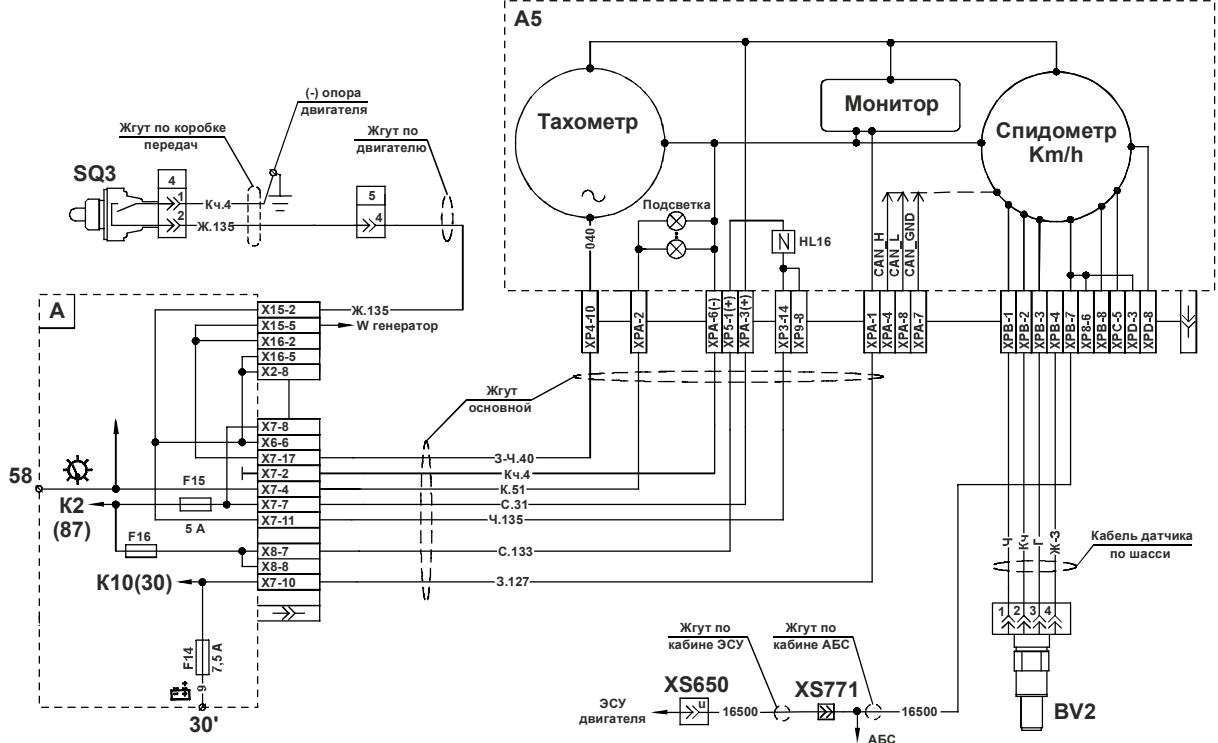 A5
(-) опора
двигателя
Жгут по коробке
передач
Жгут по
двигателю
SQ3
4
1
2
Кч.4
Ж.135
5
4
Тахометр
Монитор
Спидометр
Km/h
Подсветка
040
HL16
CAN_H
CAN_L
CAN_GND
XP4-10
XPA-2
XPA-6(-)
XP5-1(+)
XPA-3(+)
XP3-14
XP9-8
XPA-1
XPA-4
XPA-8
XPA-7
XPB-1
XPB-2
XPB-3
XPB-4
XPB-7
XP8-6
XPB-8
XPC-5
XPD-3
XPD-8
A
X15-2
Ж.135
X15-5
W генератор
X16-2
X16-5
X2-8
Жгут
основной
X7-8
X6-6
X7-17
З-Ч.40
X7-2
Кч.4
58
F15
X7-4
К.51
К2
(87)
5 А
X7-7
С.31
X7-11
Ч.135
F16
X8-7
С.133
X8-8
К10(30)
X7-10
З.127
F14
7,5 А
9
30'
Ч
Кч
Г
Ж-З
Кабель датчика
по шасси
1
2
3
4
BV2
Жгут по
кабине ЭСУ
Жгут по
кабине АБС
XS650
XS771
ЭСУ
двигателя
u
16500
16500
АБС